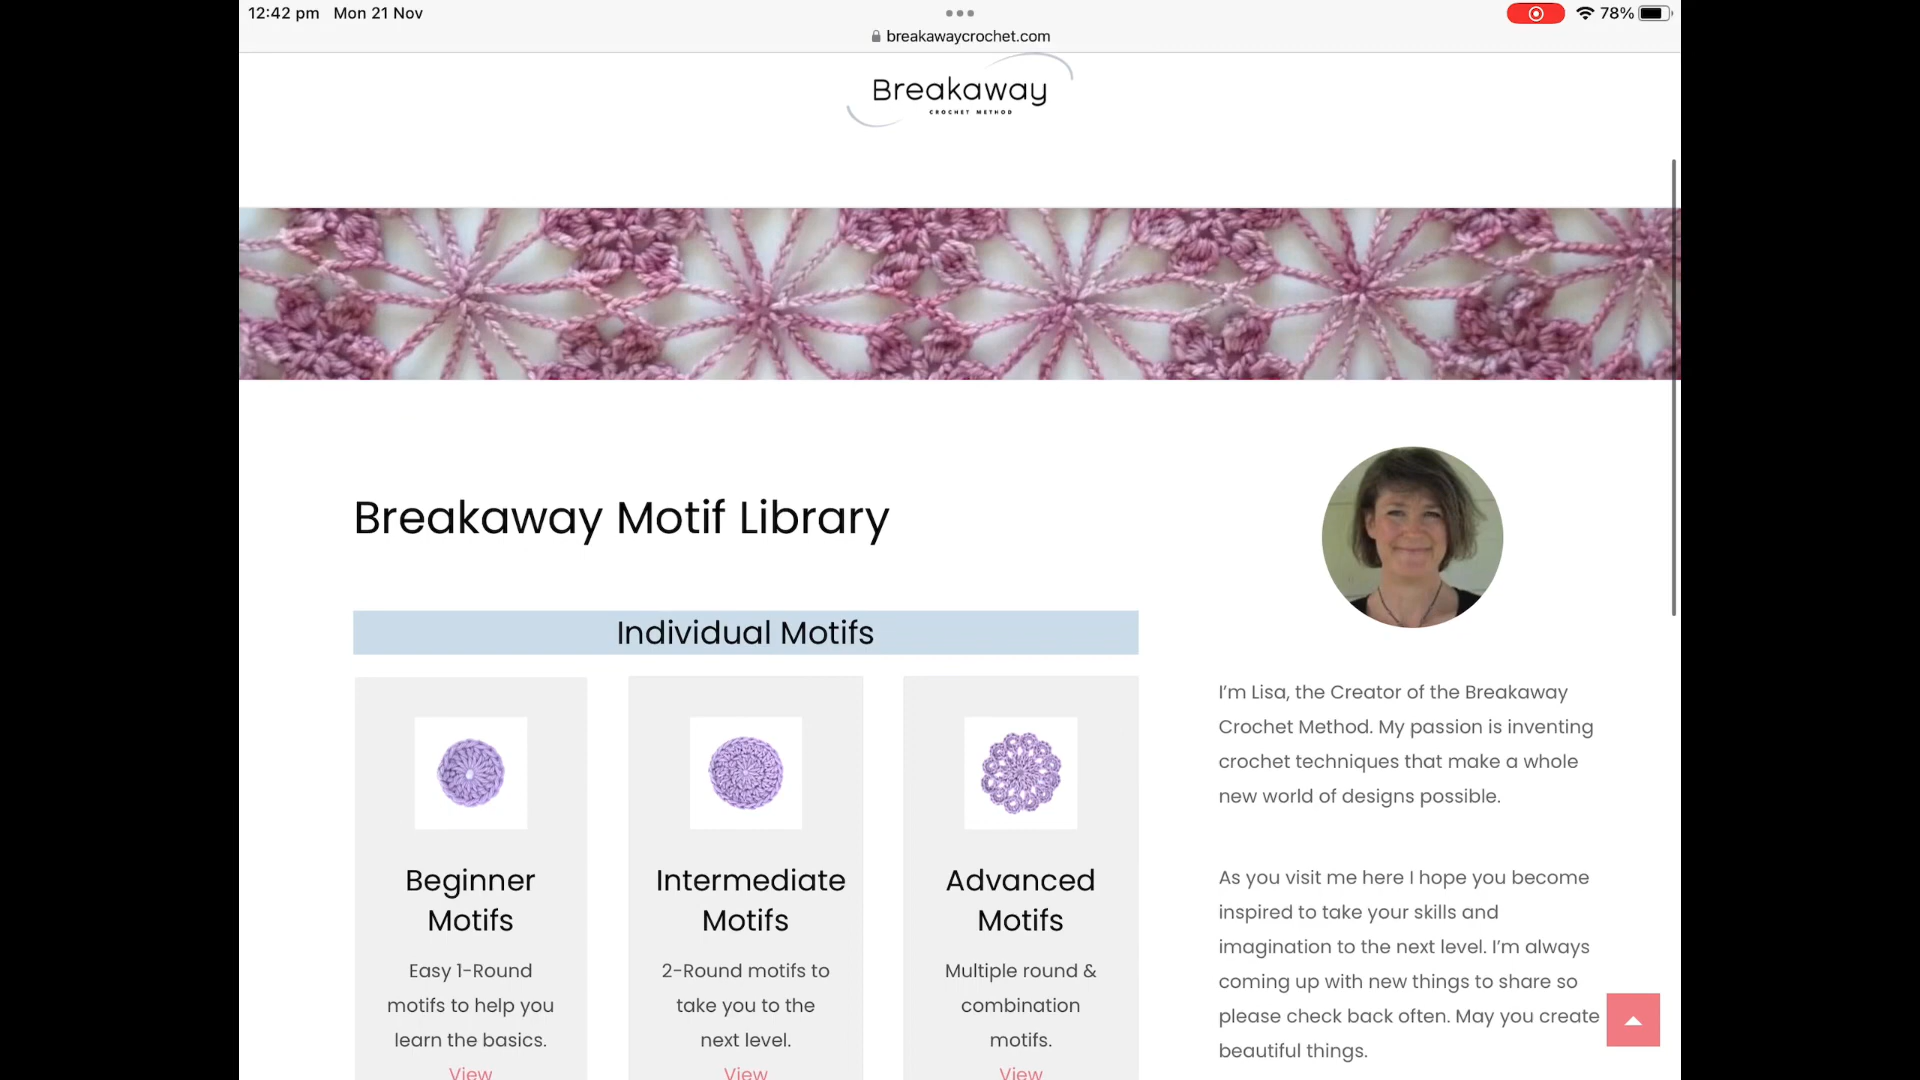 12:42 pm Mon 21 Nov
78%
breakawaycrochet.com
Breakaway
CROCHET METHOD
Breakaway Motif Library
Individual Motifs
Beginner
Motifs
Easy 1-Round
motifs to help you
learn the basics.
View
Intermediate
Motifs
2-Round motifs to
take you to the
next level.
View
Advanced
Motifs
Multiple round &
combination
motifs.
View
I'm Lisa, the Creator of the Breakaway
Crochet Method. My passion is inventing
crochet techniques that make a whole
new world of designs possible.
As you visit me here I hope you become
inspired to take your skills and
imagination to the next level. I'm always
coming up with new things to share so
please check back often. May you create
beautiful things.